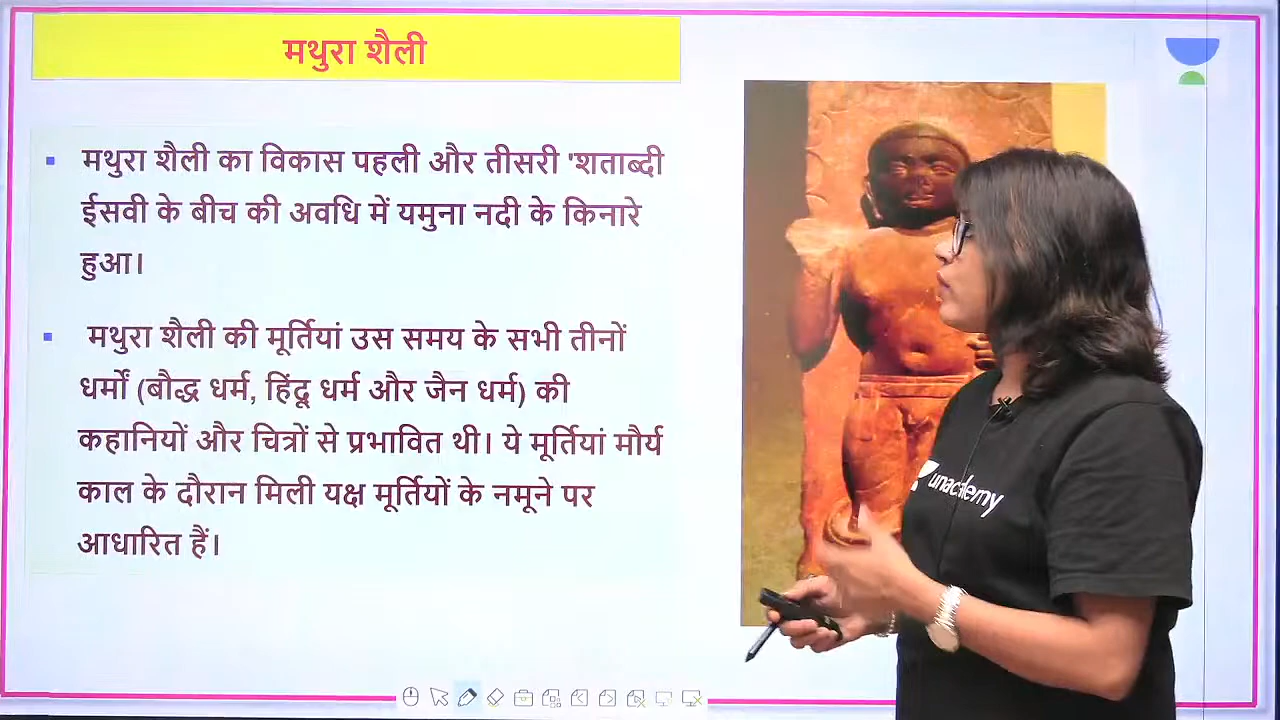 मथुरा शैली
मथुरा शैली का विकास पहली और तीसरी 'शताब्दी
ईसवी के बीच की अवधि में यमुना नदी के किनारे
हुआ।
मथुरा शैली की मूर्तियां उस समय के सभी तीनों
धर्मों (बौद्ध धर्म, हिंदू धर्म और जैन धर्म) की
कहानियों और चित्रों से प्रभावित थी। ये मूर्तियां मौर्य
काल के दौरान मिली यक्ष मूर्तियों के नमूने पर
आधारित हैं।
unacademy